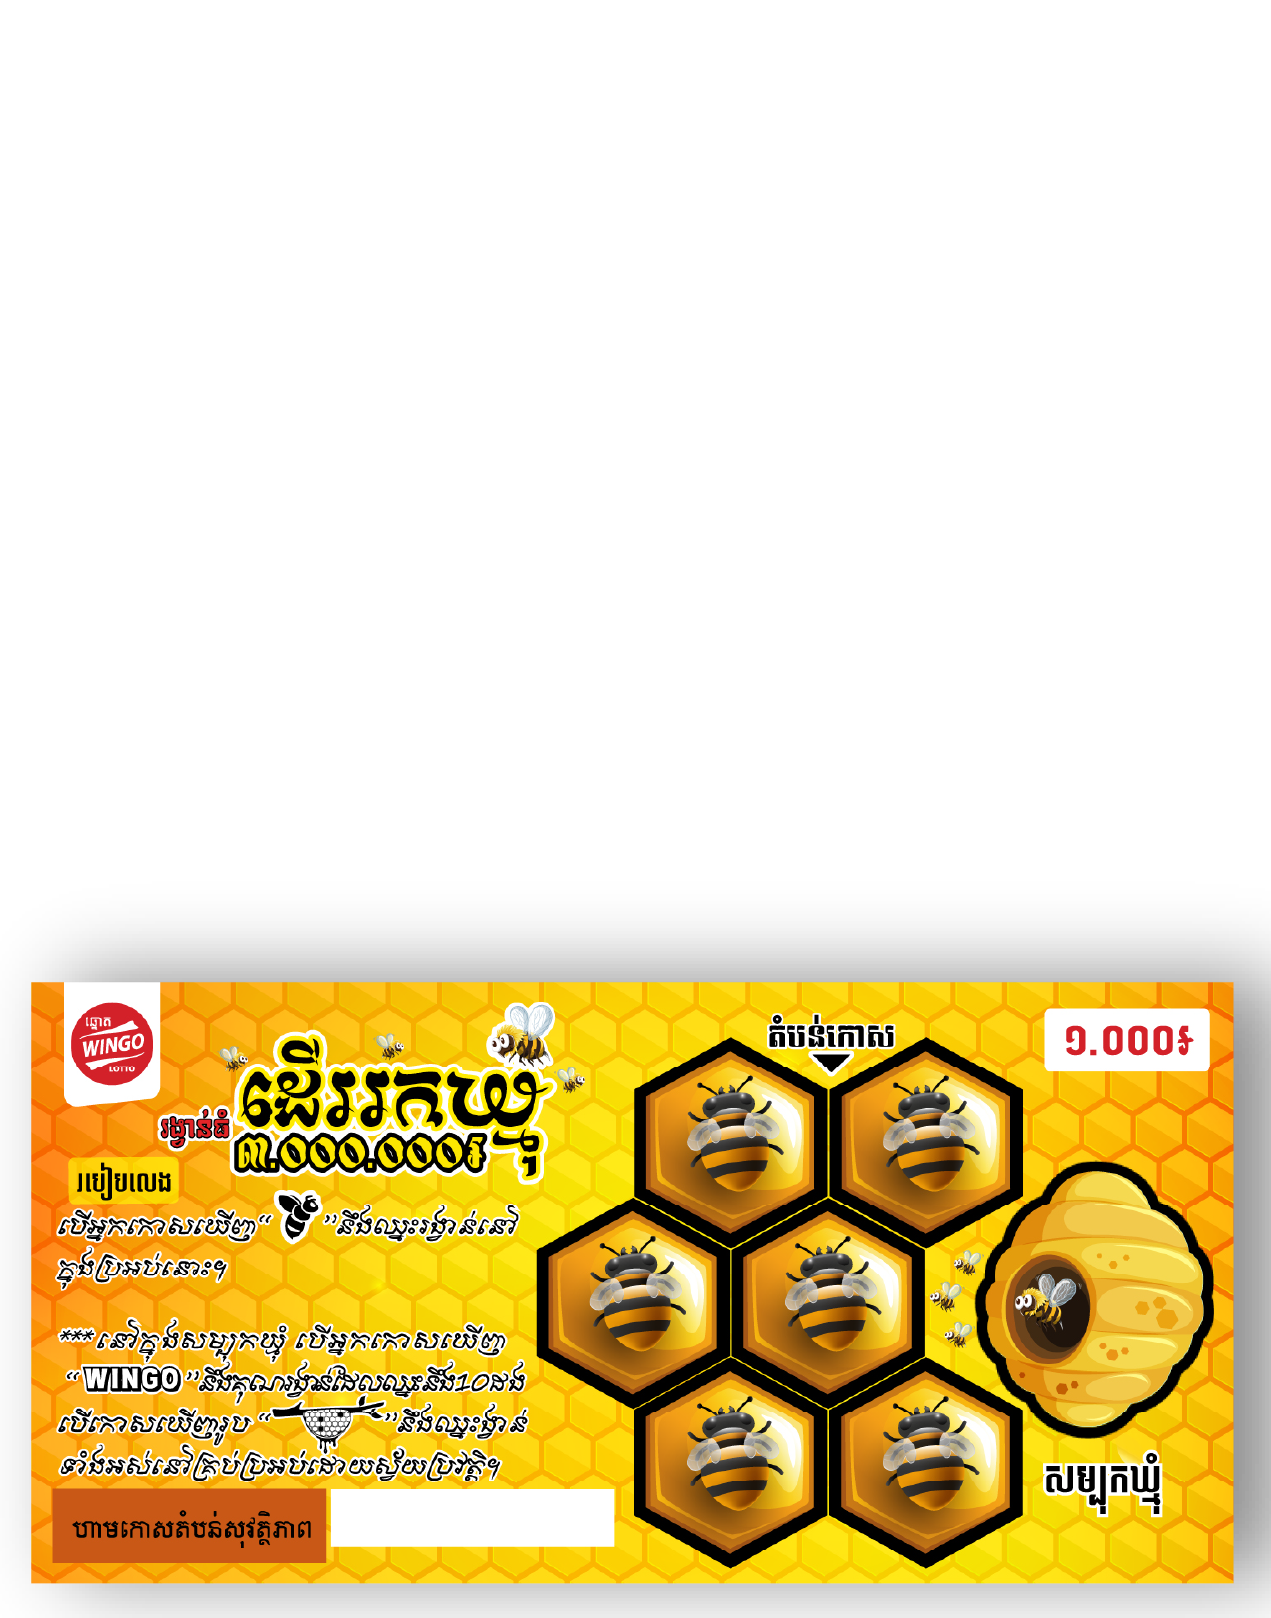 ឆ្នោត
WINGO
LOTTO
ដើររកឃ្មុំ
រង្វាន់ធំ
៣.០០០.០០០៛
តំបន់កោស
១.០០០៛
របៀបលេង
បើអ្នកកោសឃើញ“ ”នឹងឈ្នះរង្វាន់នៅ
ក្នុងប្រអប់នោះ។
***នៅក្នុងសម្បុកឃ្មុំ បើអ្នកកោសឃើញ
“WINGO”នឹងគុណរង្វាន់ដែលឈ្នះនឹង10ដង
បើកោសឃើញរូប“ ”នឹងឈ្នះរង្វាន់
ទាំងអស់នៅគ្រប់ប្រអប់ដោយស្វ័យប្រវត្តិ។
ហាមកោសតំបន់សុវត្ថិភាព
សម្បុកឃ្មុំ